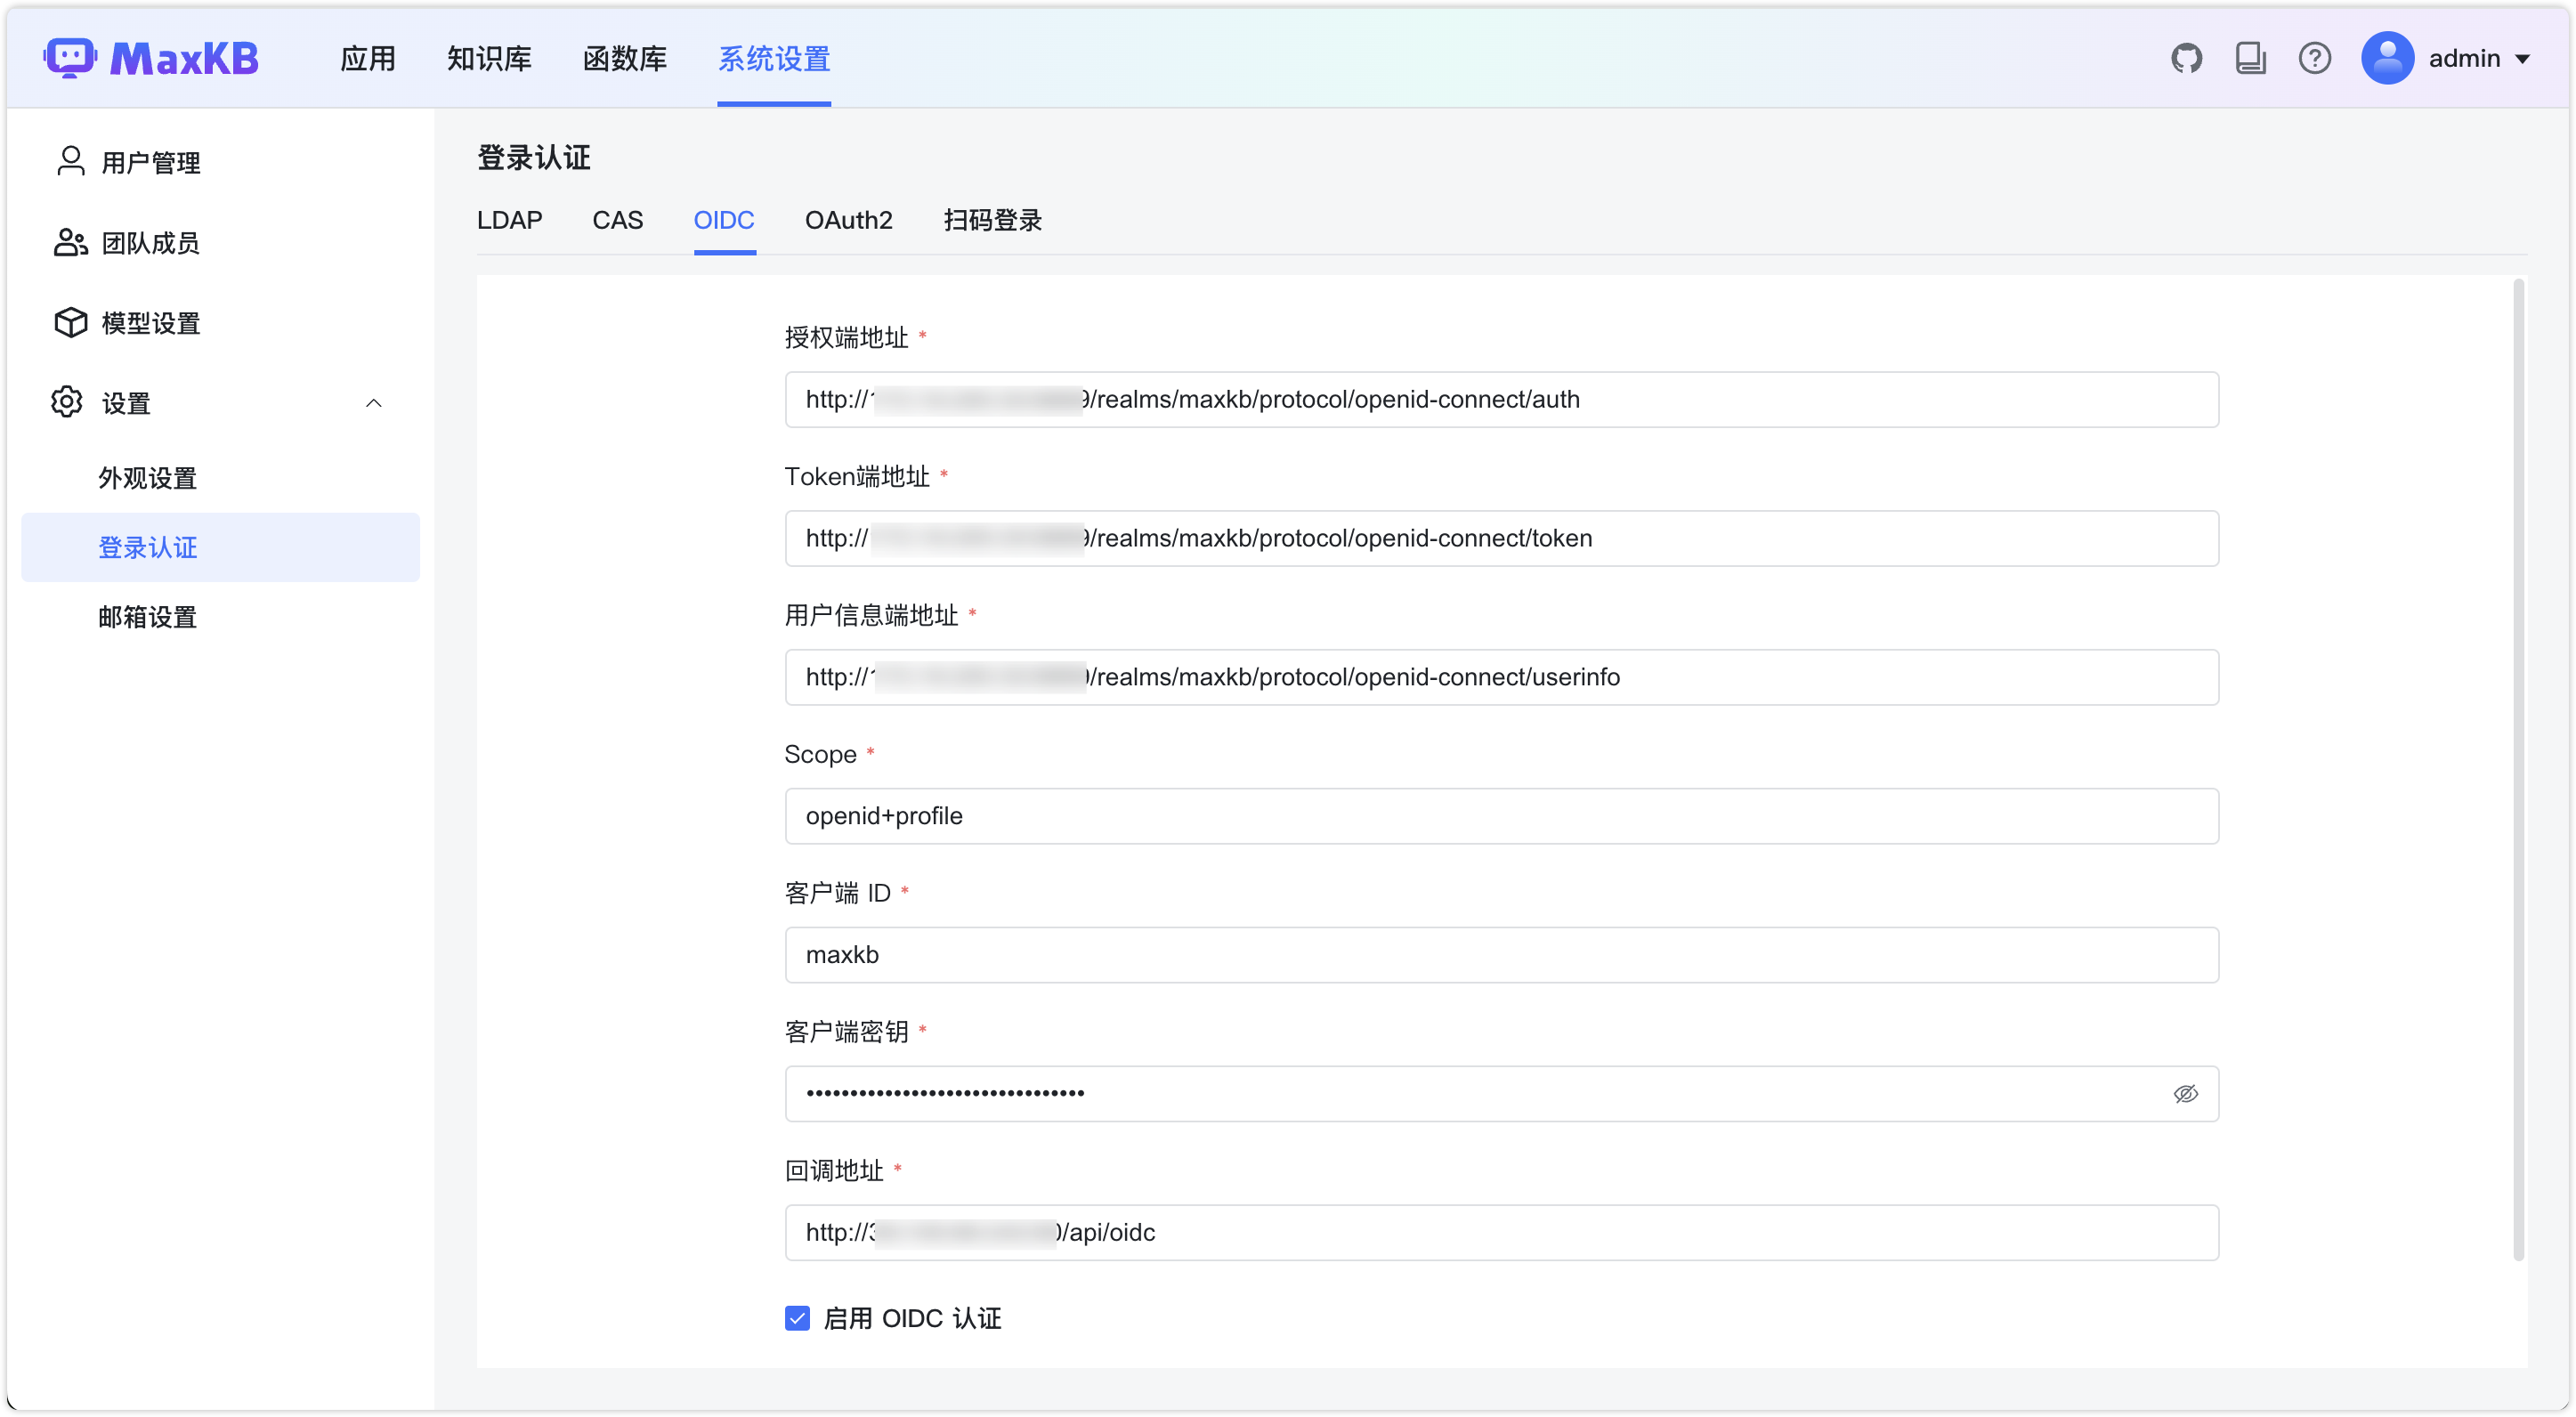 MaxKB 应用 知识库 函数库 系统设置 admin
用户管理
团队成员
模型设置
设置
外观设置
登录认证
邮箱设置
登录认证
LDAP CAS OIDC OAuth2 扫码登录
授权端地址 *
http:// /realms/maxkb/protocol/openid-connect/auth
Token端地址 *
http:// /realms/maxkb/protocol/openid-connect/token
用户信息端地址 *
http:// /realms/maxkb/protocol/openid-connect/userinfo
Scope *
openid+profile
客户端 ID *
maxkb
客户端密钥 *
回调地址 *
http:// /api/oidc
启用 OIDC 认证